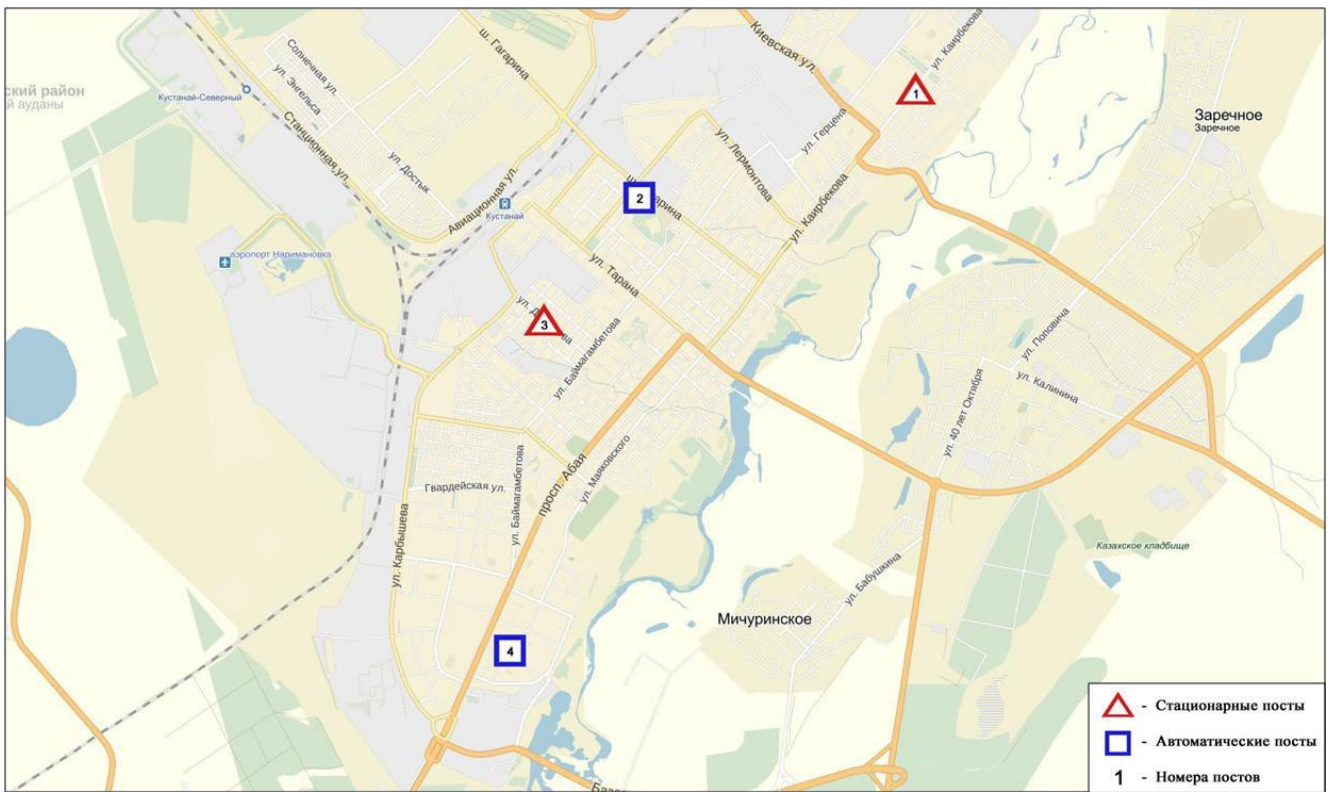 ский район
ай ауданы
Кустанай-Северный
Солнечная ул.
ул. Энгельса
Станционная ул.
ул. Достык
ш. Гагарина
Авиационная ул.
Кустанай
аэропорт Наримановка
Киевская ул.
ул. Каирбекова
1
ул. Герцена
ул. Лермонтова
2
ул. Каирбекова
ул. Тарана
3
ул. Баймагамбетова
Заречное
Заречное
ул. Поповича
ул. Калинина
ул. 40 лет Октября
просп. Абая
ул. Маяковского
Гвардейская ул.
ул. Баймагамбетова
ул. Карбышева
Казахское кладбище
ул. Бабушкина
Мичуринское
4
- Стационарные посты
- Автоматические посты
1 - Номера постов